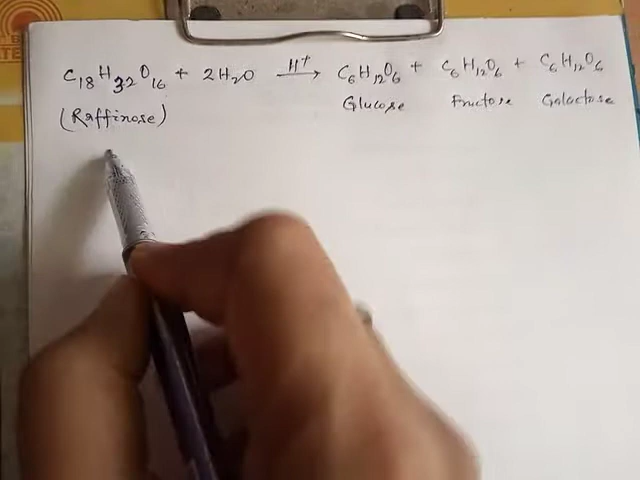 C₁₈H₃₂O₁₆ + 2H₂O —H⁺→ C₆H₁₂O₆ + C₆H₁₂O₆ + C₆H₁₂O₆
(Raffinose) Glucose Fructose Galactose